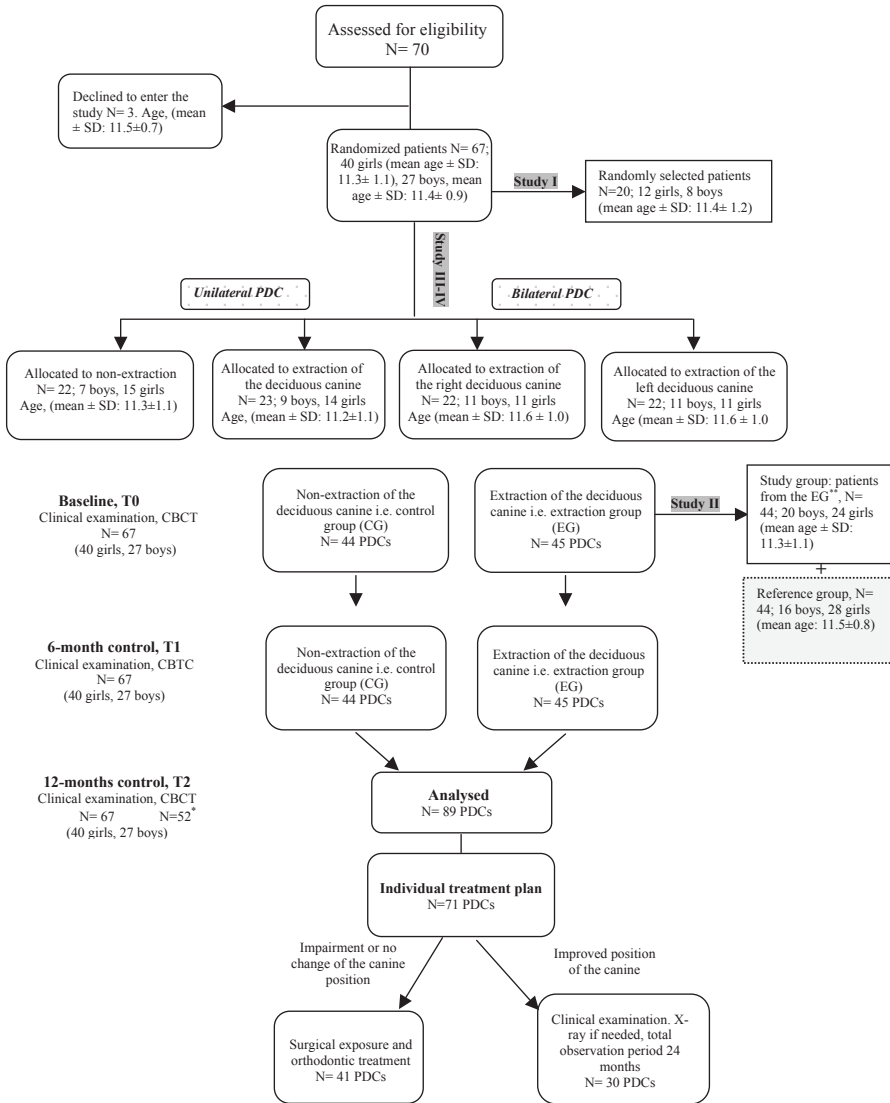 Assessed for eligibility
N= 70
Declined to enter the
study N= 3. Age, (mean
± SD: 11.5±0.7)
Randomized patients N= 67;
40 girls (mean age ± SD:
11.3± 1.1), 27 boys, mean
age ± SD: 11.4± 0.9)
Study I
Randomly selected patients
N=20; 12 girls, 8 boys
(mean age ± SD: 11.4± 1.2)
Study III-IV
Unilateral PDC
Bilateral PDC
Allocated to non-extraction
N= 22; 7 boys, 15 girls
Age, (mean ± SD: 11.3±1.1)
Allocated to extraction of
the deciduous canine
N= 23; 9 boys, 14 girls
Age, (mean ± SD: 11.2±1.1)
Allocated to extraction of
the right deciduous canine
N= 22; 11 boys, 11 girls
Age (mean ± SD: 11.6 ± 1.0)
Allocated to extraction of the
left deciduous canine
N= 22; 11 boys, 11 girls
Age (mean ± SD: 11.6 ± 1.0
Baseline, T0
Clinical examination, CBCT
N= 67
(40 girls, 27 boys)
Non-extraction of the
deciduous canine i.e. control
group (CG)
N= 44 PDCs
Extraction of the deciduous
canine i.e. extraction group
(EG)
N= 45 PDCs
Study II
Study group: patients
from the EG**, N=
44; 20 boys, 24 girls
(mean age ± SD:
11.3±1.1)
+
Reference group, N=
44; 16 boys, 28 girls
(mean age: 11.5±0.8)
6-month control, T1
Clinical examination, CBTC
N= 67
(40 girls, 27 boys)
Non-extraction of the
deciduous canine i.e. control
group (CG)
N= 44 PDCs
Extraction of the deciduous
canine i.e. extraction group
(EG)
N= 45 PDCs
12-months control, T2
Clinical examination, CBCT
N= 67 N=52*
(40 girls, 27 boys)
Analysed
N= 89 PDCs
Individual treatment plan
N=71 PDCs
Impairment or no
change of the canine
position
Improved position
of the canine
Surgical exposure and
orthodontic treatment
N= 41 PDCs
Clinical examination. X-
ray if needed, total
observation period 24
months
N= 30 PDCs